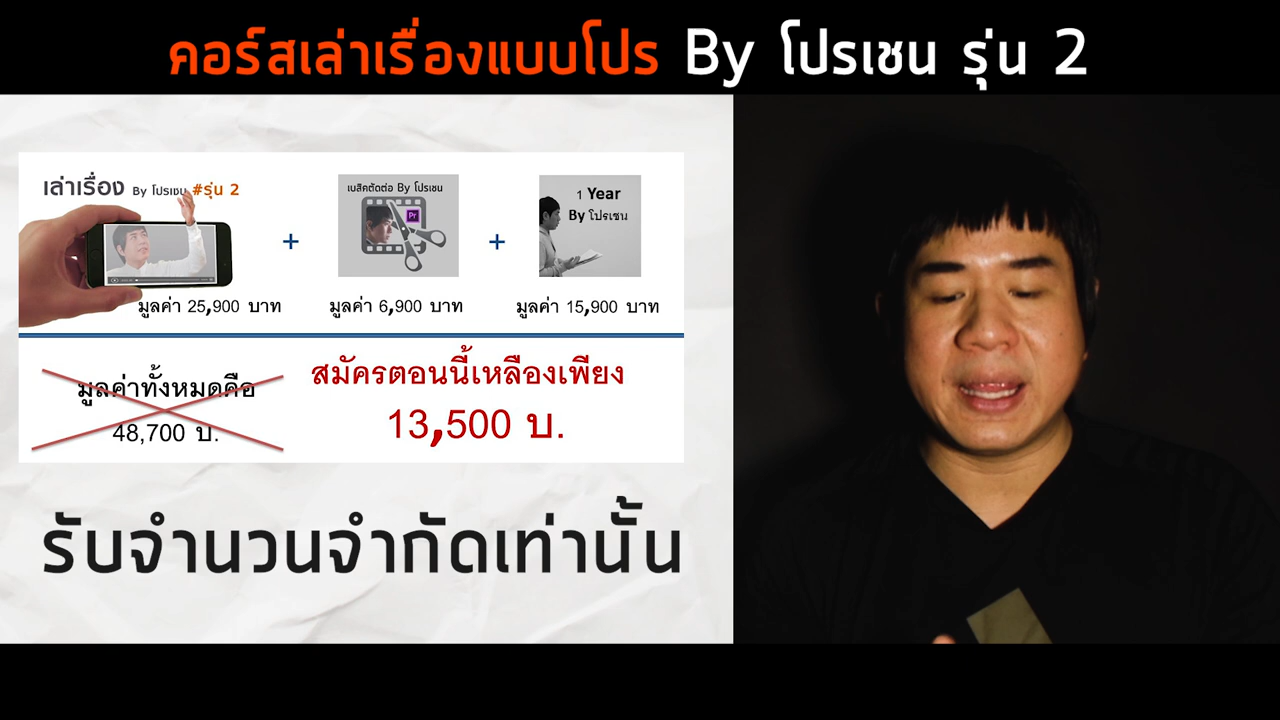 คอร์สเล่าเรื่องแบบโปร By โปรเชน รุ่น 2
เล่าเรื่อง By โปรเชน #รุ่น 2
+
เบสิคตัดต่อ By โปรเชน
Pr
+
1 Year
By โปรเชน
มูลค่า 25,900 บาท
มูลค่า 6,900 บาท
มูลค่า 15,900 บาท
มูลค่าทั้งหมดคือ
48,700 บ.
สมัครตอนนี้เหลืองเพียง
13,500 บ.
รับจำนวนจำกัดเท่านั้น